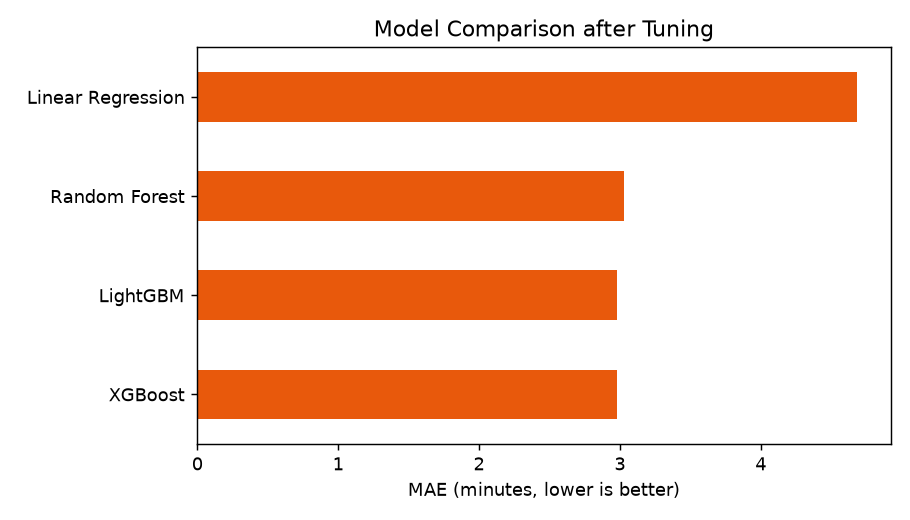 Model Comparison after Tuning
Linear Regression
Random Forest
LightGBM
XGBoost
0 1 2 3 4
MAE (minutes, lower is better)